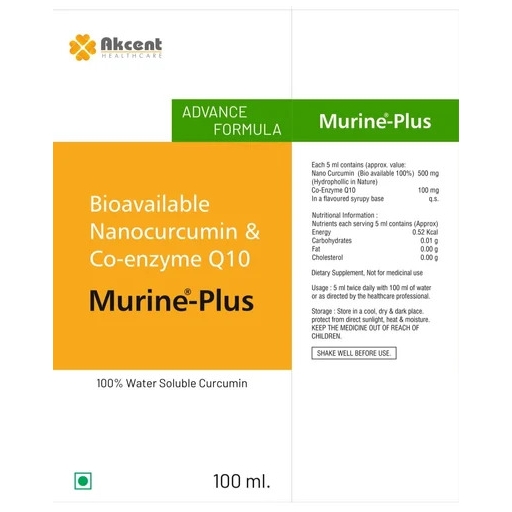 Akcent
HEALTHCARE
ADVANCE
FORMULA
Bioavailable
Nanocurcumin &
Co-enzyme Q10
Murine®-Plus
100% Water Soluble Curcumin
100 ml.
Murine®-Plus
Each 5 ml contains (approx. value:
Nano Curcumin (Bio available 100%) 500 mg
(Hydrophollic in Nature)
Co-Enzyme Q10 100 mg
In a flavoured syrupy base q.s.
Nutritional Information :
Nutrients each serving 5 ml contains (Approx)
Energy 0.52 Kcal
Carbohydrates 0.01 g
Fat 0.00 g
Cholesterol 0.00 g
Dietary Supplement, Not for medicinal use
Usage : 5 ml twice daily with 100 ml of water
or as directed by the healthcare professional.
Storage : Store in a cool, dry & dark place.
protect from direct sunlight, heat & moisture.
KEEP THE MEDICINE OUT OF REACH OF
CHILDREN.
SHAKE WELL BEFORE USE.